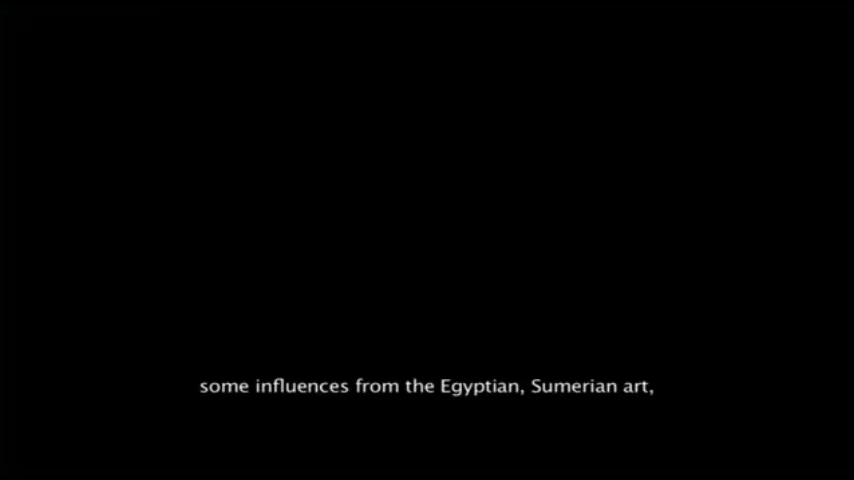 some influences from the Egyptian, Sumerian art,